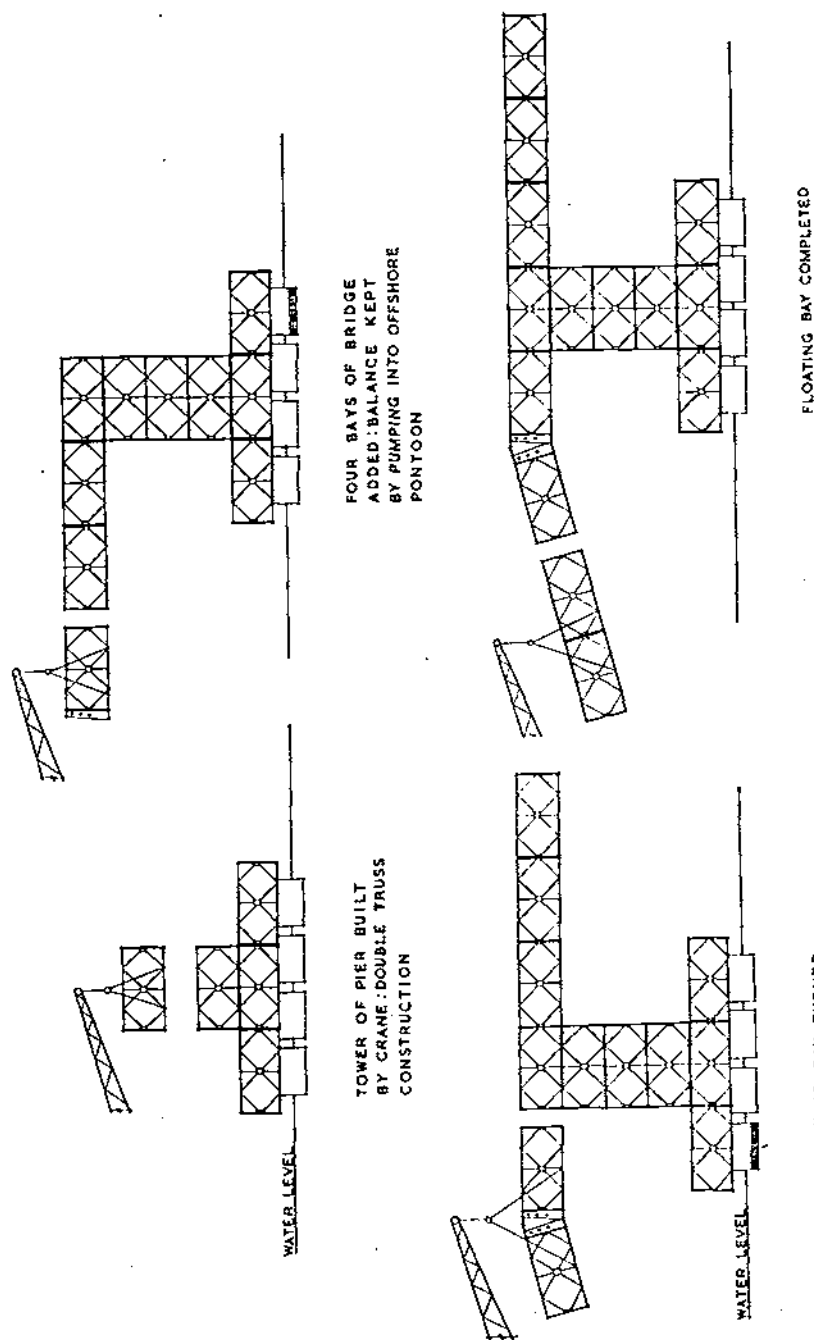 WATER LEVEL
TOWER OF PIER BUILT
BY CRANE : DOUBLE TRUSS
CONSTRUCTION
FOUR BAYS OF BRIDGE
ADDED : BALANCE KEPT
BY PUMPING INTO OFFSHORE
PONTOON
WATER LEVEL
FLOATING BAY COMPLETED